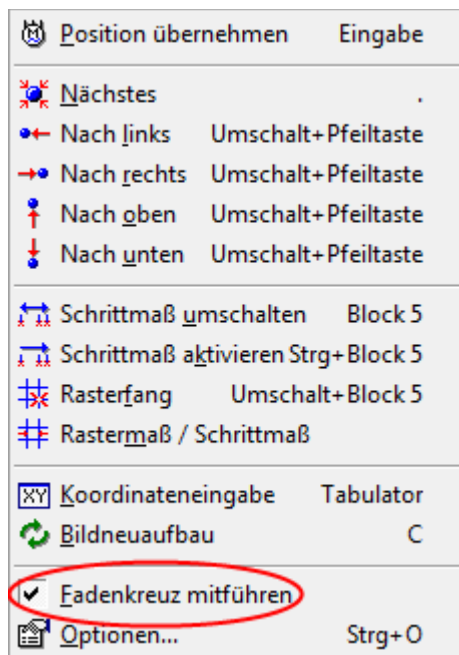 Position übernehmen Eingabe
Nächstes .
Nach links Umschalt+Pfeiltaste
Nach rechts Umschalt+Pfeiltaste
Nach oben Umschalt+Pfeiltaste
Nach unten Umschalt+Pfeiltaste
Schrittmaß umschalten Block 5
Schrittmaß aktivieren Strg+Block 5
Rasterfang Umschalt+Block 5
Rastermaß / Schrittmaß
XY Koordinateneingabe Tabulator
Bildneuaufbau C
Fadenkreuz mitführen
Optionen... Strg+O